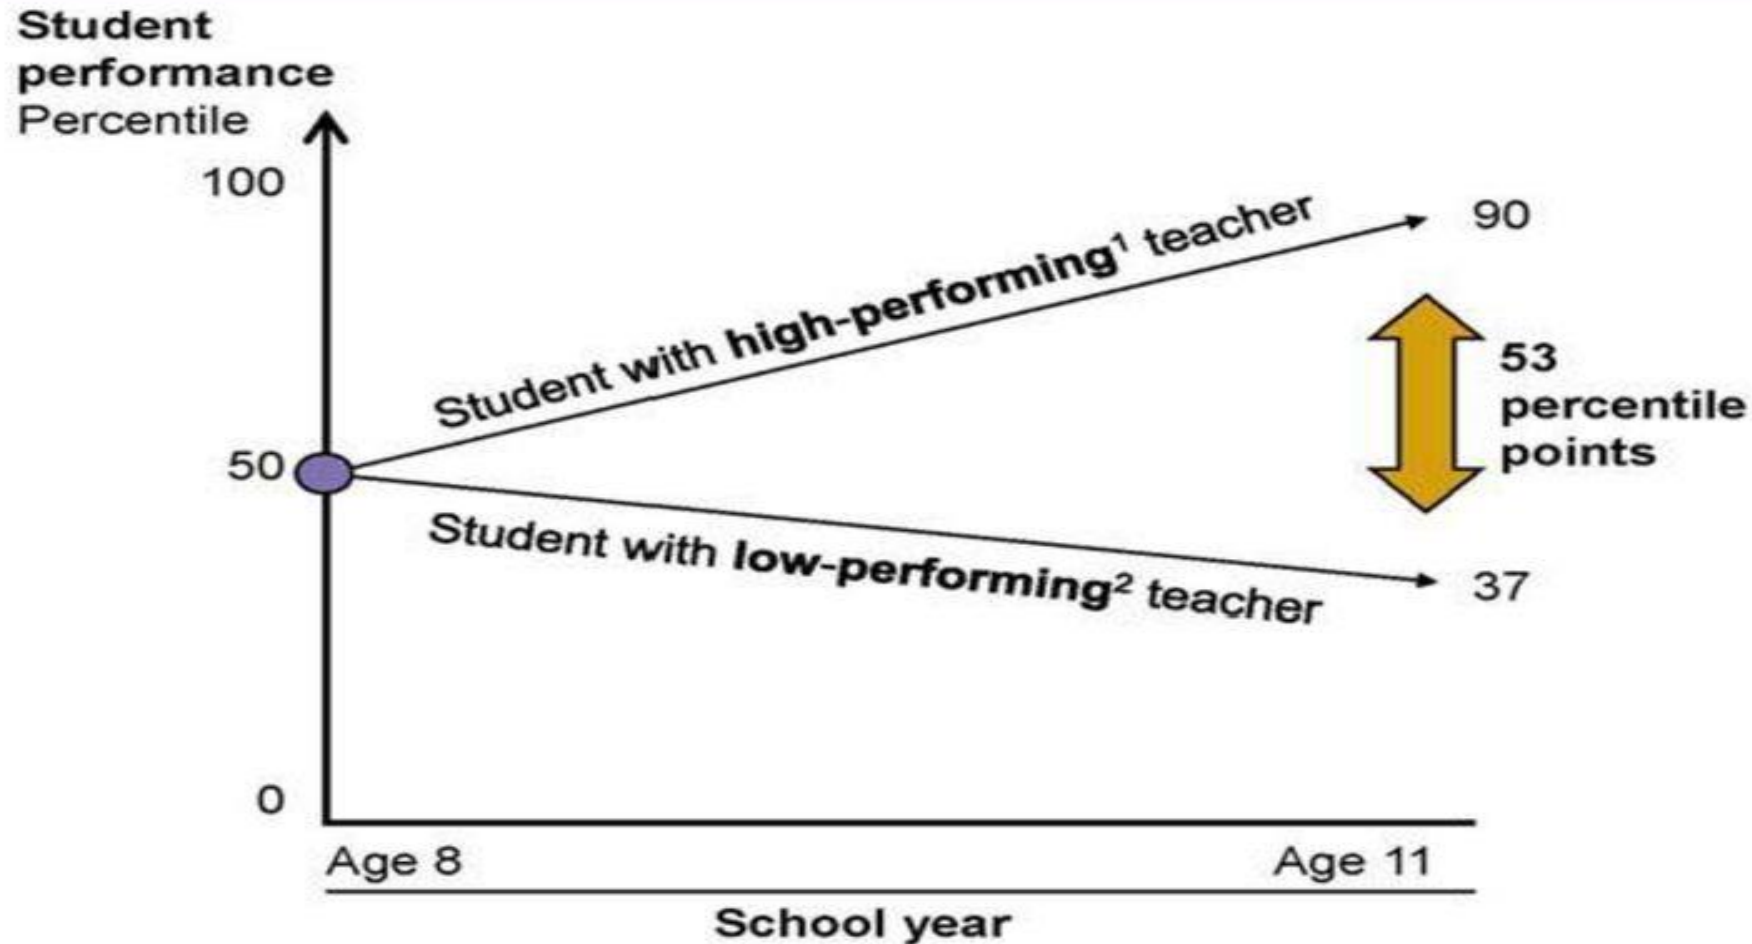 Student
performance
Percentile
100
Student with high-performing¹ teacher
90
53
percentile
points
50
Student with low-performing² teacher
37
0
Age 8
Age 11
School year